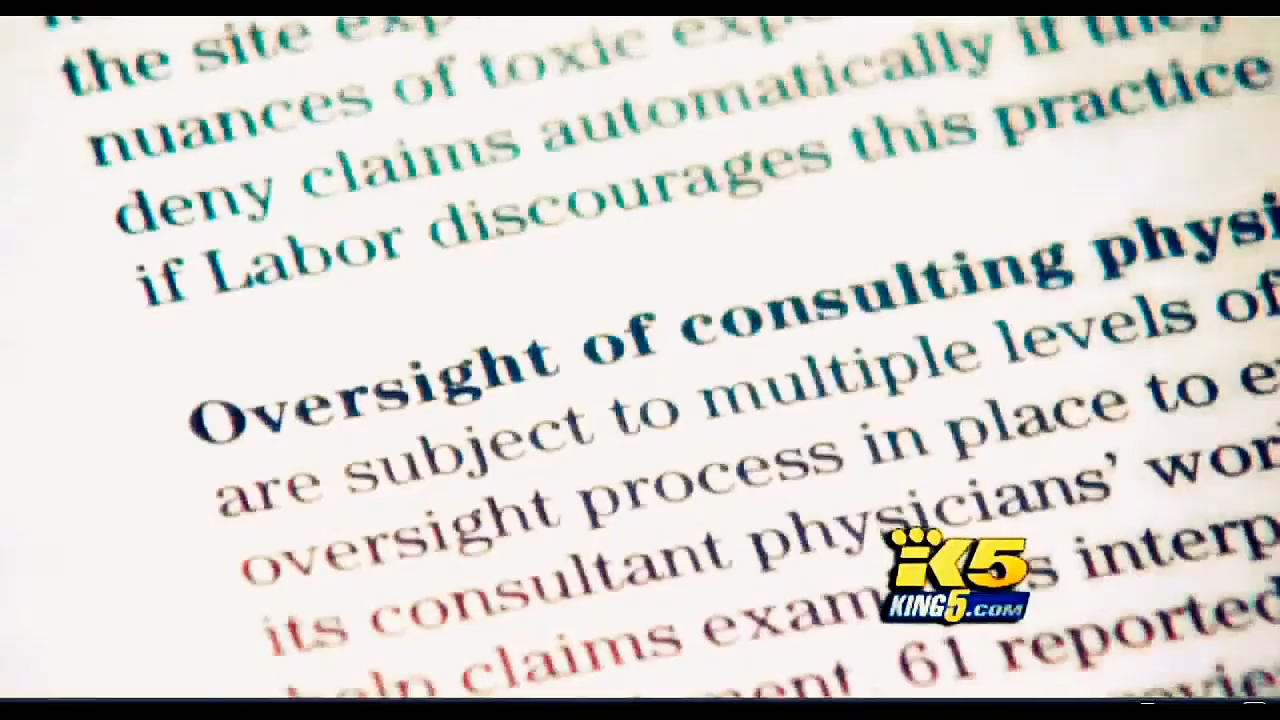 the site
nuances of toxic
deny claims automatically if they
if Labor discourages this practice
Oversight of consulting
are subject to multiple levels of
oversight process in place to
its consultant physicians'
help claims interp
61 reported
K5
KING5.COM